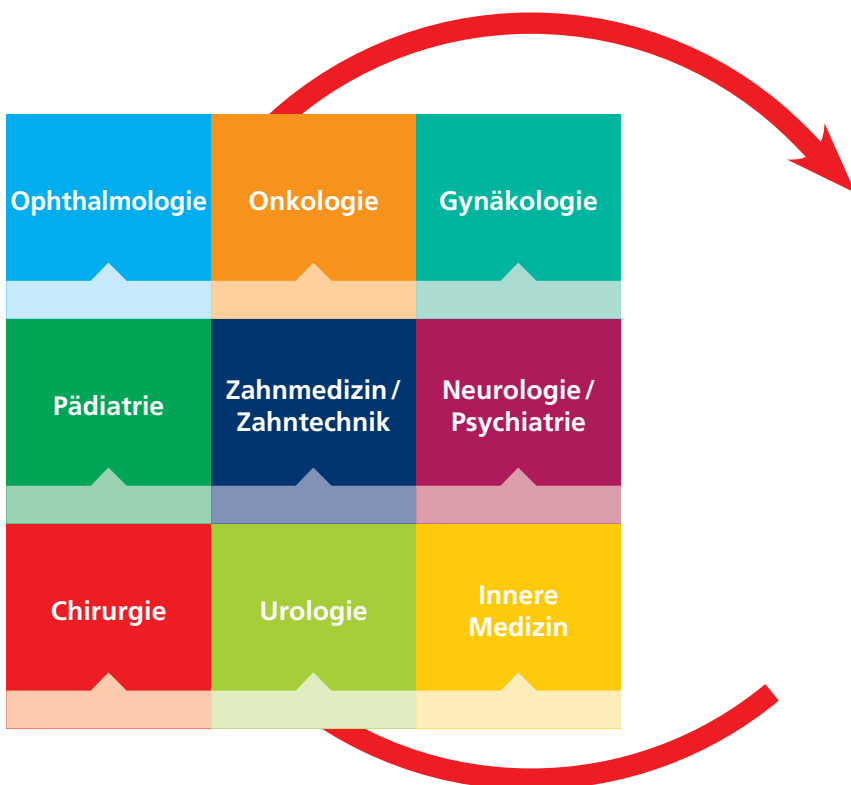 Ophthalmologie
Onkologie
Gynäkologie
Pädiatrie
Zahnmedizin /
Zahntechnik
Neurologie /
Psychiatrie
Chirurgie
Urologie
Innere
Medizin